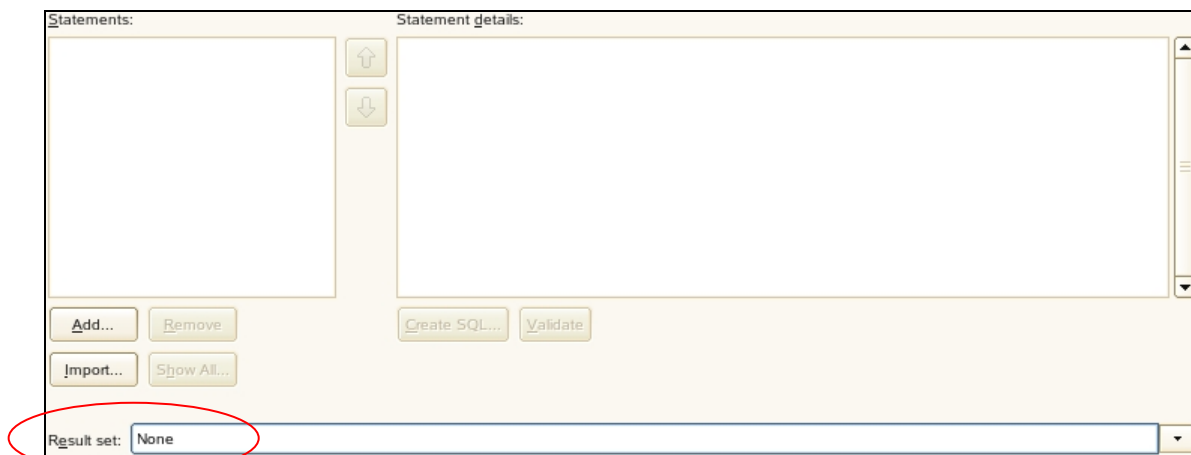 Statements: Statement details:
Add... Remove Create SQL... Validate
Import... Show All...
Result set: None